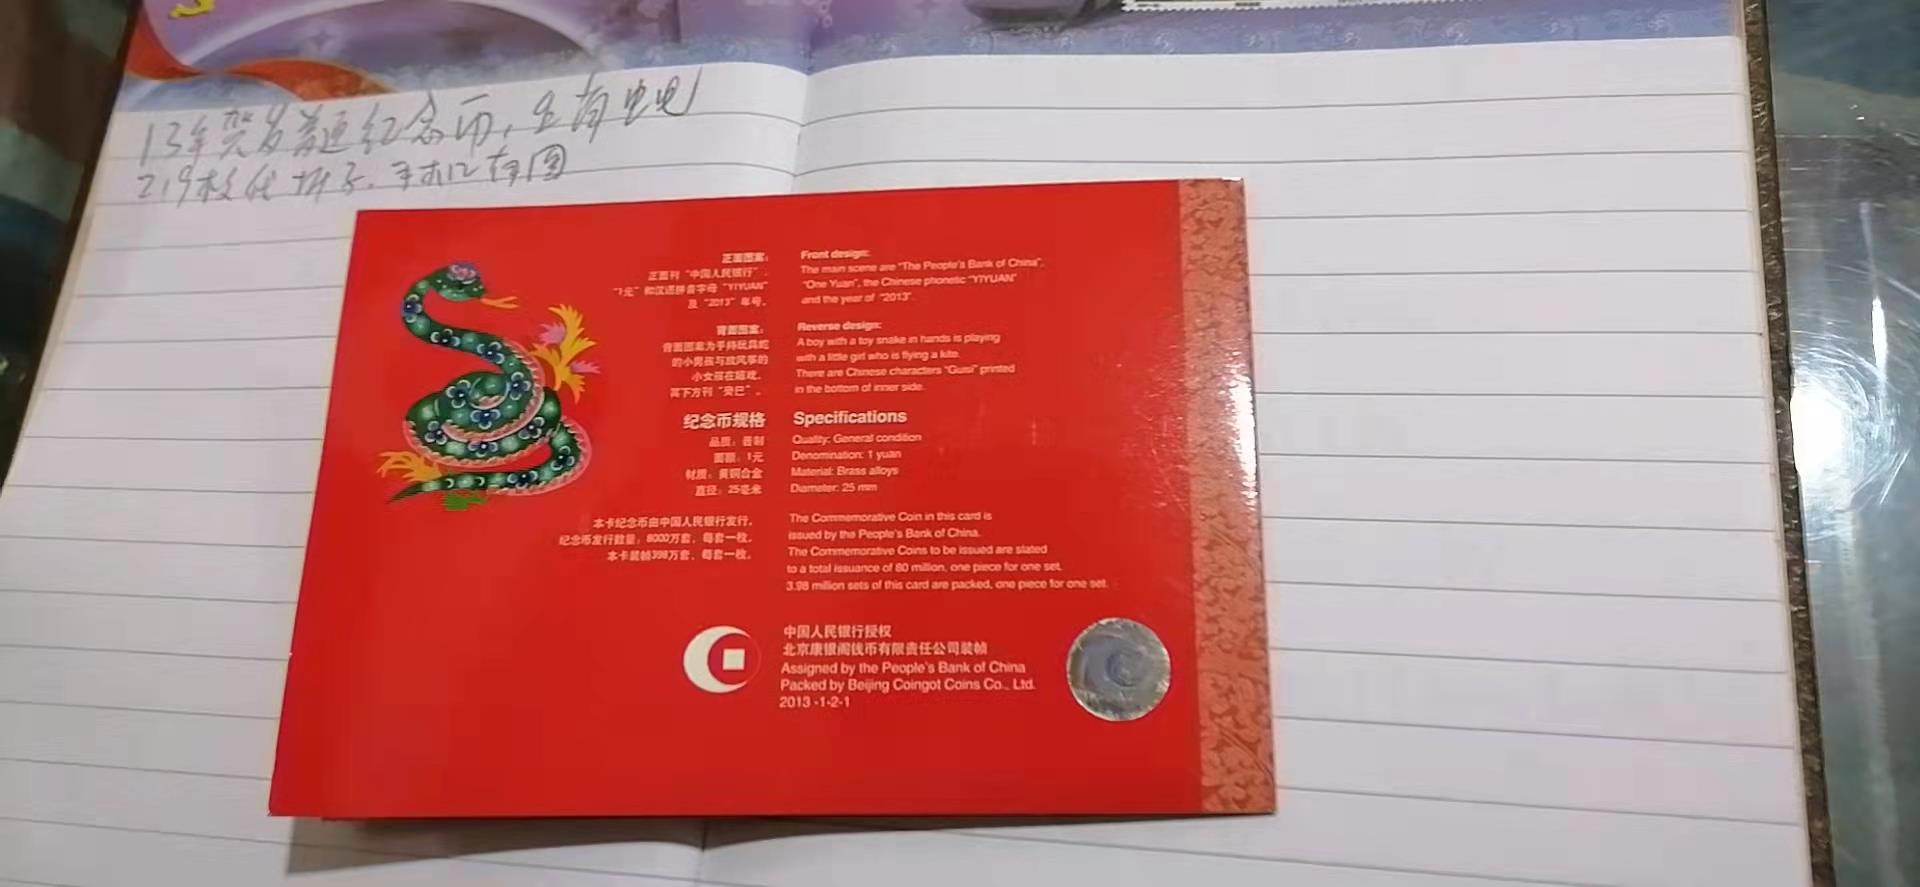 13年贺岁普通纪念币，生肖蛇
219枚代册子.手机有图
正面图案：
正面刊“中国人民银行”、
“1元”和汉语拼音字母“YIYUAN”
及“2013”年号。
背面图案：
背面图案为手持玩具蛇
的小男孩与放风筝的
小女孩在嬉戏，
其下方刊“癸巳”。
纪念币规格
品质：普制
面额：1元
材质：黄铜合金
直径：25毫米
本卡纪念币由中国人民银行发行，
纪念币发行数量：8000万套，每套一枚，
本卡装帧398万套，每套一枚。
Front design:
The main scene are “The People's Bank of China”,
“One Yuan”, the Chinese phonetic “YIYUAN”
and the year of “2013”.
Reverse design:
A boy with a toy snake in hands is playing
with a little girl who is flying a kite.
There are Chinese characters “Guisi” printed
in the bottom of inner side.
Specifications
Quality: General condition
Denomination: 1 yuan
Material: Brass alloys
Diameter: 25 mm
The Commemorative Coin in this card is
issued by the People's Bank of China.
The Commemorative Coins to be issued are slated
to a total issuance of 80 million, one piece for one set.
3.98 million sets of this card are packed, one piece for one set.
中国人民银行授权
北京康银阁钱币有限责任公司装帧
Assigned by the People's Bank of China
Packed by Beijing Coingot Coins Co., Ltd.
2013-1-2-1